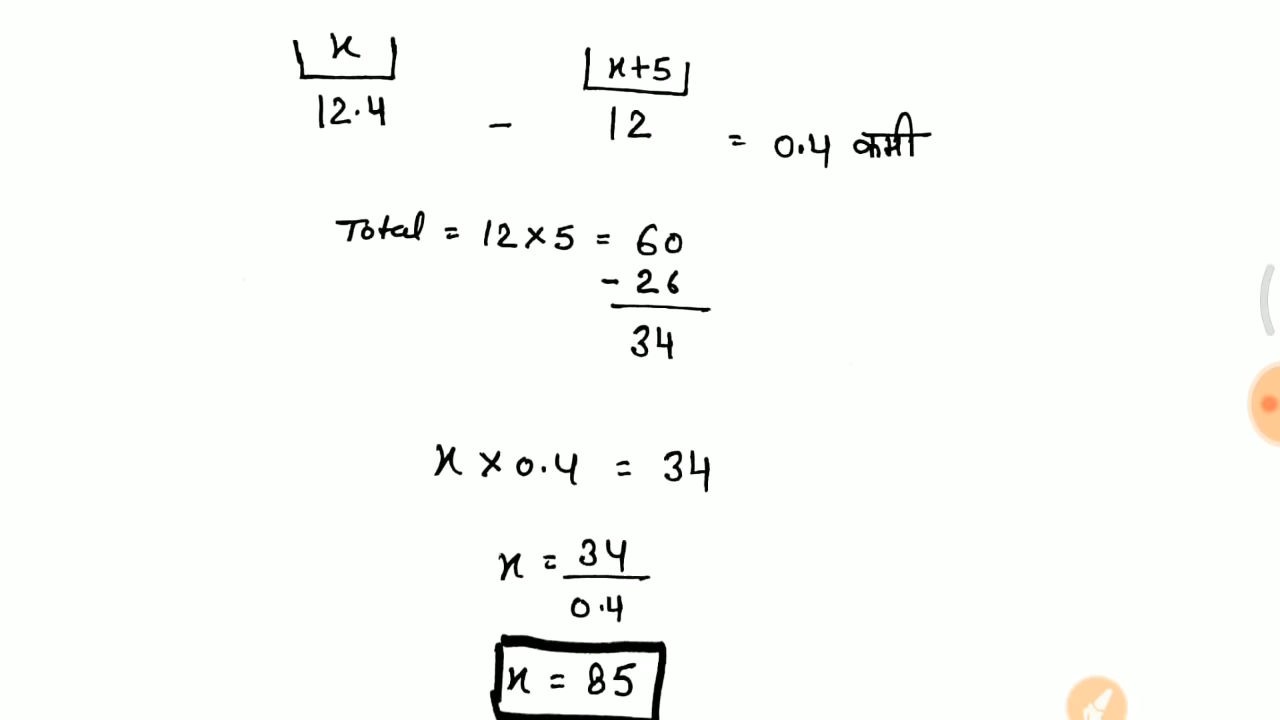 x x+5
12.4 - 12 = 0.4 कमी
Total = 12×5 = 60
- 26
34
x × 0.4 = 34
x = 34
0.4
x = 85